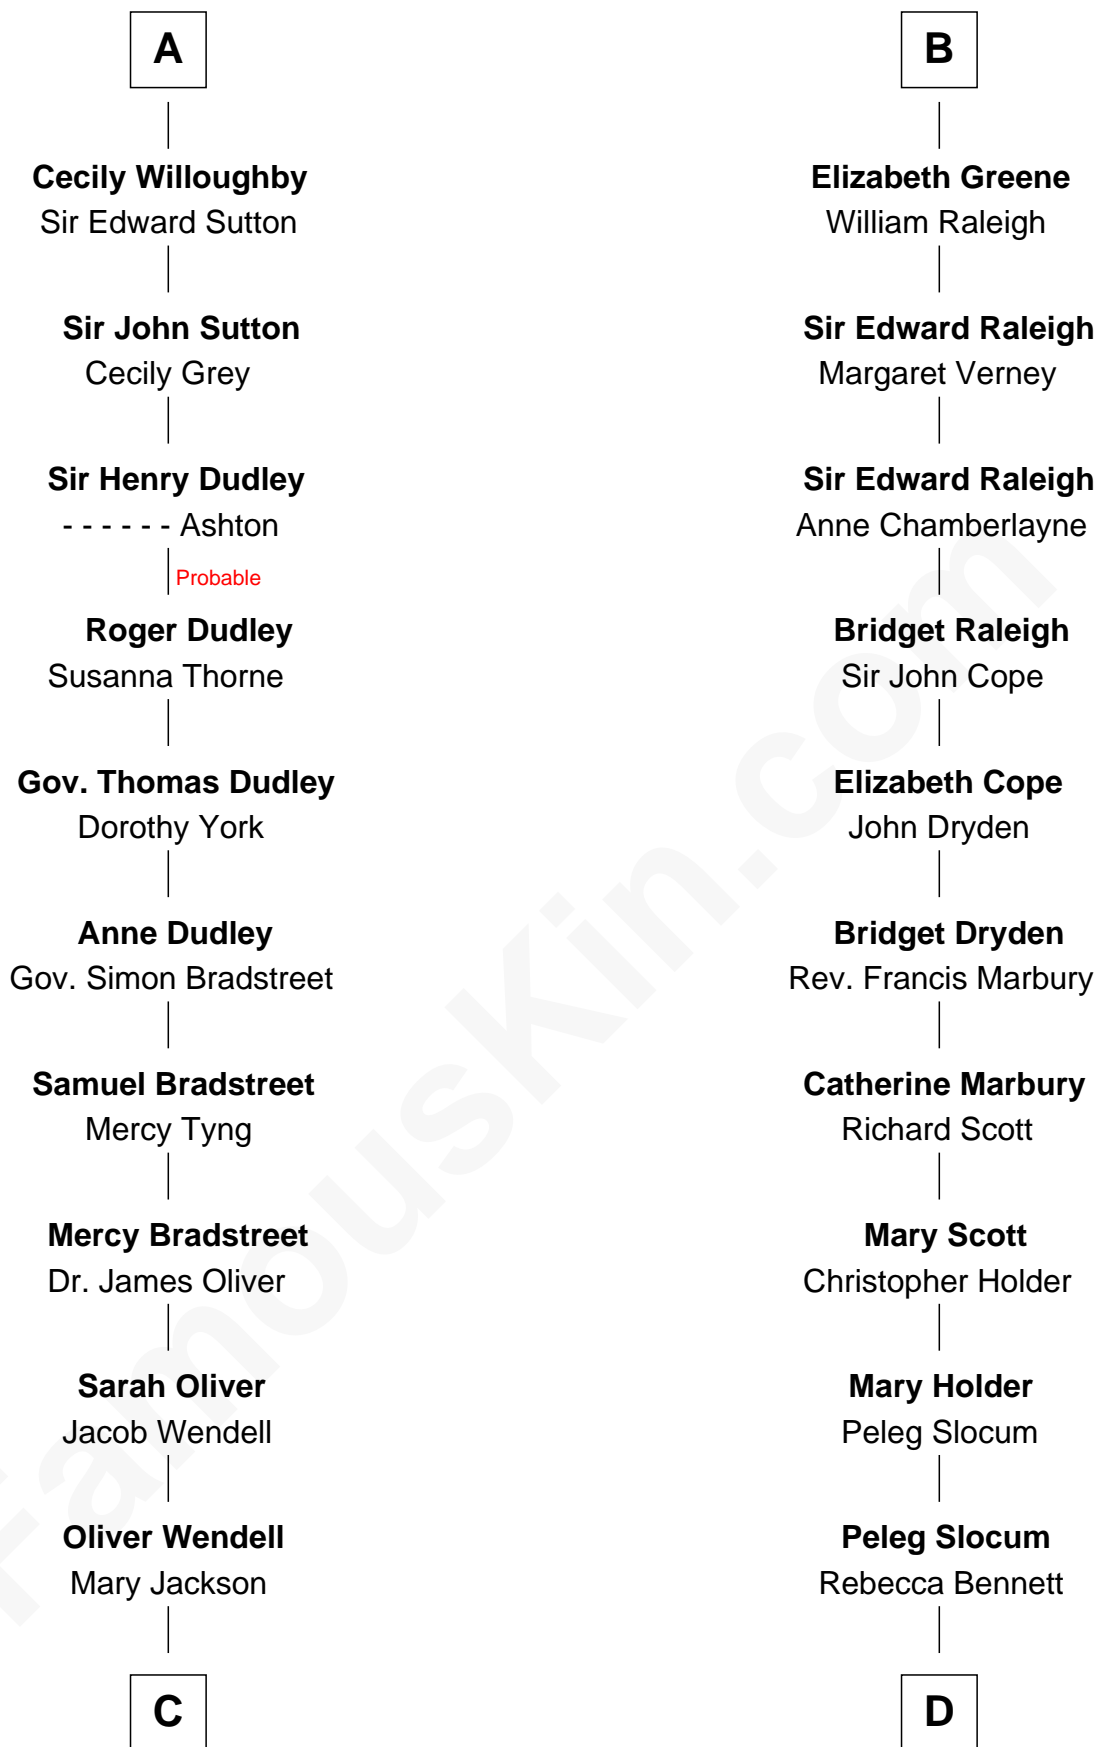 A
Cecily Willoughby
Sir Edward Sutton
Sir John Sutton
Cecily Grey
Sir Henry Dudley
- - - - - - Ashton
Probable
Roger Dudley
Susanna Thorne
Gov. Thomas Dudley
Dorothy York
Anne Dudley
Gov. Simon Bradstreet
Samuel Bradstreet
Mercy Tyng
Mercy Bradstreet
Dr. James Oliver
Sarah Oliver
Jacob Wendell
Oliver Wendell
Mary Jackson
C
B
Elizabeth Greene
William Raleigh
Sir Edward Raleigh
Margaret Verney
Sir Edward Raleigh
Anne Chamberlayne
Bridget Raleigh
Sir John Cope
Elizabeth Cope
John Dryden
Bridget Dryden
Rev. Francis Marbury
Catherine Marbury
Richard Scott
Mary Scott
Christopher Holder
Mary Holder
Peleg Slocum
Peleg Slocum
Rebecca Bennett
D
FamousKin.com